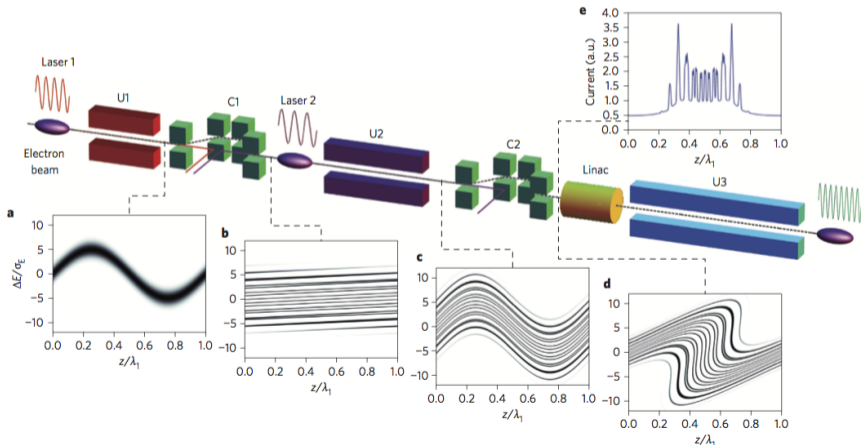 e
4.0
3.5
3.0
2.5
2.0
1.5
1.0
0.5
0.0
Current (a.u.)
0.0 0.2 0.4 0.6 0.8 1.0
z/λ1
Laser 1
U1
C1
Laser 2
U2
C2
Linac
U3
Electron
beam
a
10
5
0
−5
−10
ΔE/σE
0.0 0.2 0.4 0.6 0.8 1.0
z/λ1
b
10
5
0
−5
−10
0.0 0.2 0.4 0.6 0.8 1.0
z/λ1
c
10
5
0
−5
−10
0.0 0.2 0.4 0.6 0.8 1.0
z/λ1
d
10
5
0
−5
−10
0.0 0.2 0.4 0.6 0.8 1.0
z/λ1